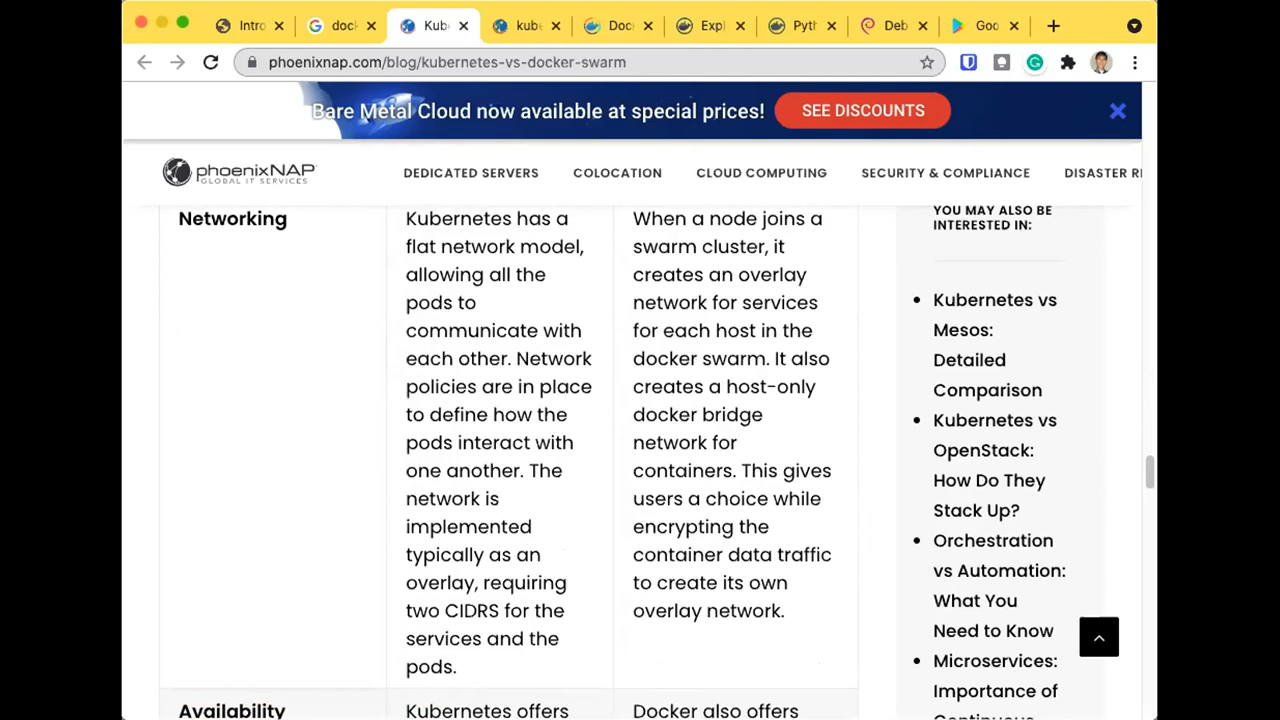 Intro
dock
Kube
kube
Doc
Expl
Pyth
Deb
Goo
phoenixnap.com/blog/kubernetes-vs-docker-swarm
Bare Metal Cloud now available at special prices!
SEE DISCOUNTS
phoenixNAP
GLOBAL IT SERVICES
DEDICATED SERVERS
COLOCATION
CLOUD COMPUTING
SECURITY & COMPLIANCE
DISASTER RE
Networking
Kubernetes has a
flat network model,
allowing all the
pods to
communicate with
each other. Network
policies are in place
to define how the
pods interact with
one another. The
network is
implemented
typically as an
overlay, requiring
two CIDRS for the
services and the
pods.
When a node joins a
swarm cluster, it
creates an overlay
network for services
for each host in the
docker swarm. It also
creates a host-only
docker bridge
network for
containers. This gives
users a choice while
encrypting the
container data traffic
to create its own
overlay network.
Availability
Kubernetes offers
Docker also offers
YOU MAY ALSO BE
INTERESTED IN:
Kubernetes vs
Mesos:
Detailed
Comparison
Kubernetes vs
OpenStack:
How Do They
Stack Up?
Orchestration
vs Automation:
What You
Need to Know
Microservices:
Importance of
Continuous